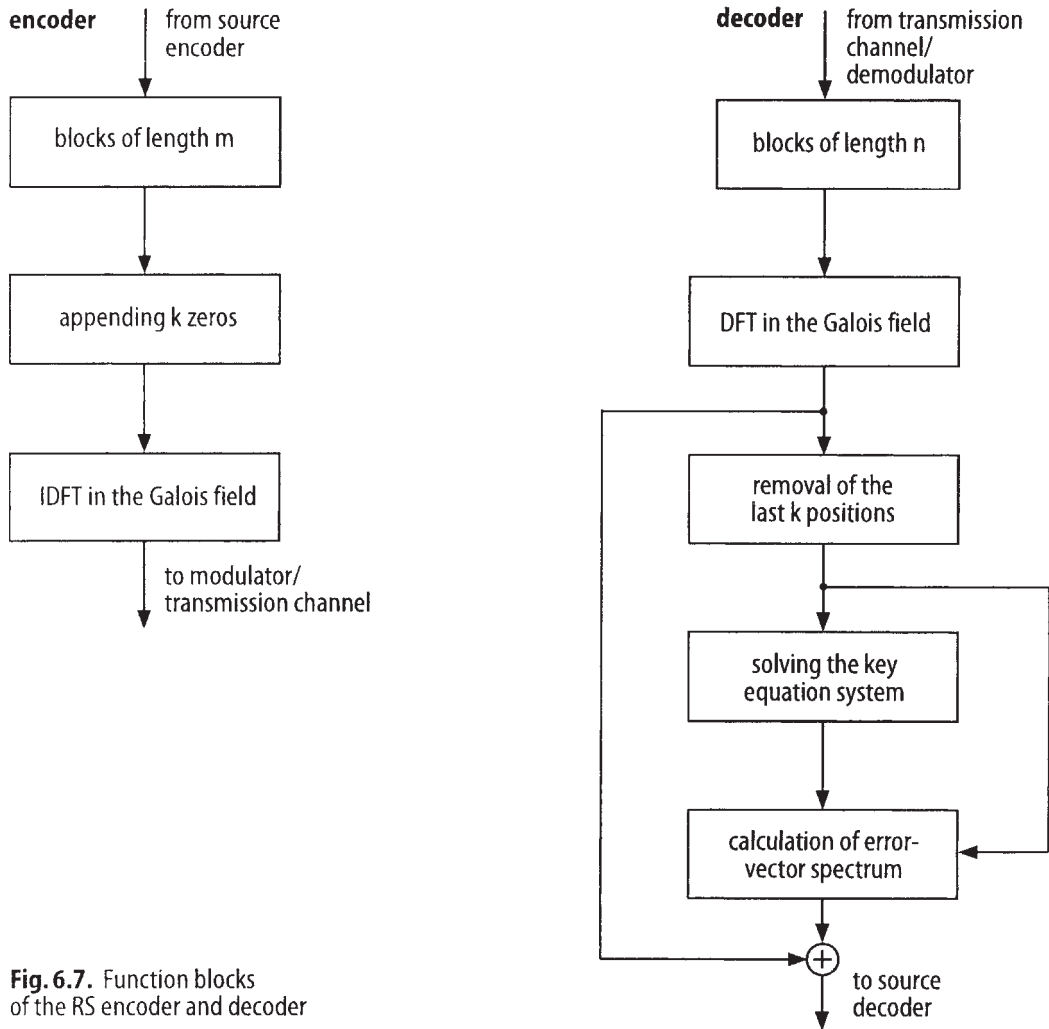 encoder
from source
encoder
blocks of length m
appending k zeros
IDFT in the Galois field
to modulator/
transmission channel
decoder
from transmission
channel/
demodulator
blocks of length n
DFT in the Galois field
removal of the
last k positions
solving the key
equation system
calculation of error-
vector spectrum
+
to source
decoder
Fig. 6.7. Function blocks
of the RS encoder and decoder